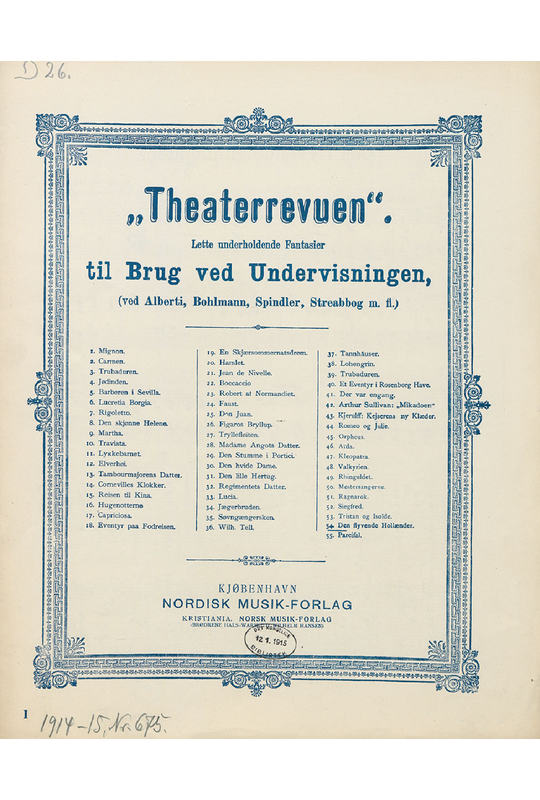 D 26.
„Theaterrevuen“.
Lette underholdende Fantasier
til Brug ved Undervisningen,
(ved Alberti, Bohlmann, Spindler, Streabbog m. fl.)
1. Mignon.
2. Carmen.
3. Trubaduren.
4. Jødinden.
5. Barberen i Sevilla.
6. Lucretia Borgia.
7. Rigoletto.
8. Den skjønne Helene.
9. Martha.
10. Traviata.
11. Lykkebarnet.
12. Elverhøi.
13. Tambourmajorens Datter.
14. Cornevilles Klokker.
15. Reisen til Kina.
16. Hugenotterne
17. Capriciosa.
18. Eventyr paa Fodreisen.
19. En Skjærsommernatsdrøm.
20. Hamlet.
21. Jean de Nivelle.
22. Boccaccio
23. Robert af Normandiet.
24. Faust.
25. Don Juan.
26. Figaros Bryllup.
27. Tryllefløiten.
28. Madame Angots Datter.
29. Den Stumme i Portici.
30. Den hvide Dame.
31. Den lille Hertug.
32. Regimentets Datter.
33. Lucia.
34. Jægerbruden.
35. Søvngængersken.
36. Wilh. Tell.
37. Tannhäuser.
38. Lohengrin.
39. Trubaduren.
40. Et Eventyr i Rosenborg Have.
41. Der var engang.
42. Arthur Sullivan: „Mikadoen“
43. Kjerulff: Kejserens ny Klæder.
44. Romeo og Julie.
45. Orpheus.
46. Aïda.
47. Kleopatra.
48. Valkyrien.
49. Rhinguldet.
50. Mestersangerne.
51. Ragnarok.
52. Siegfred.
53. Tristan og Isolde.
54. Den flyvende Hollænder.
55. Parcifal.
KJØBENHAVN
NORDISK MUSIK-FORLAG
KRISTIANIA. NORSK MUSIK-FORLAG
12. 1. 1915
BIBLIOTEK
1
1914-15, Nr. 675.